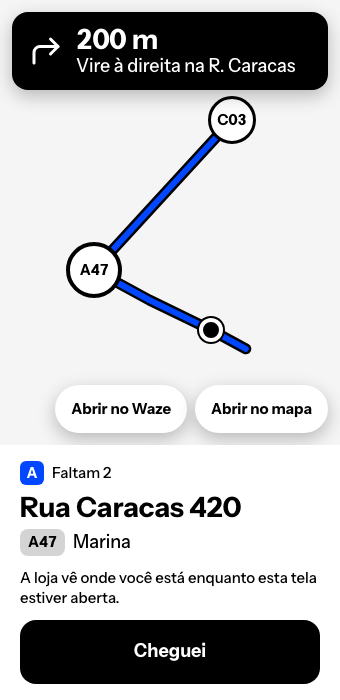 200 m
Vire à direita na R. Caracas
C03
A47
Abrir no Waze
Abrir no mapa
A
Faltam 2
Rua Caracas 420
A47
Marina
A loja vê onde você está enquanto esta tela
estiver aberta.
Cheguei